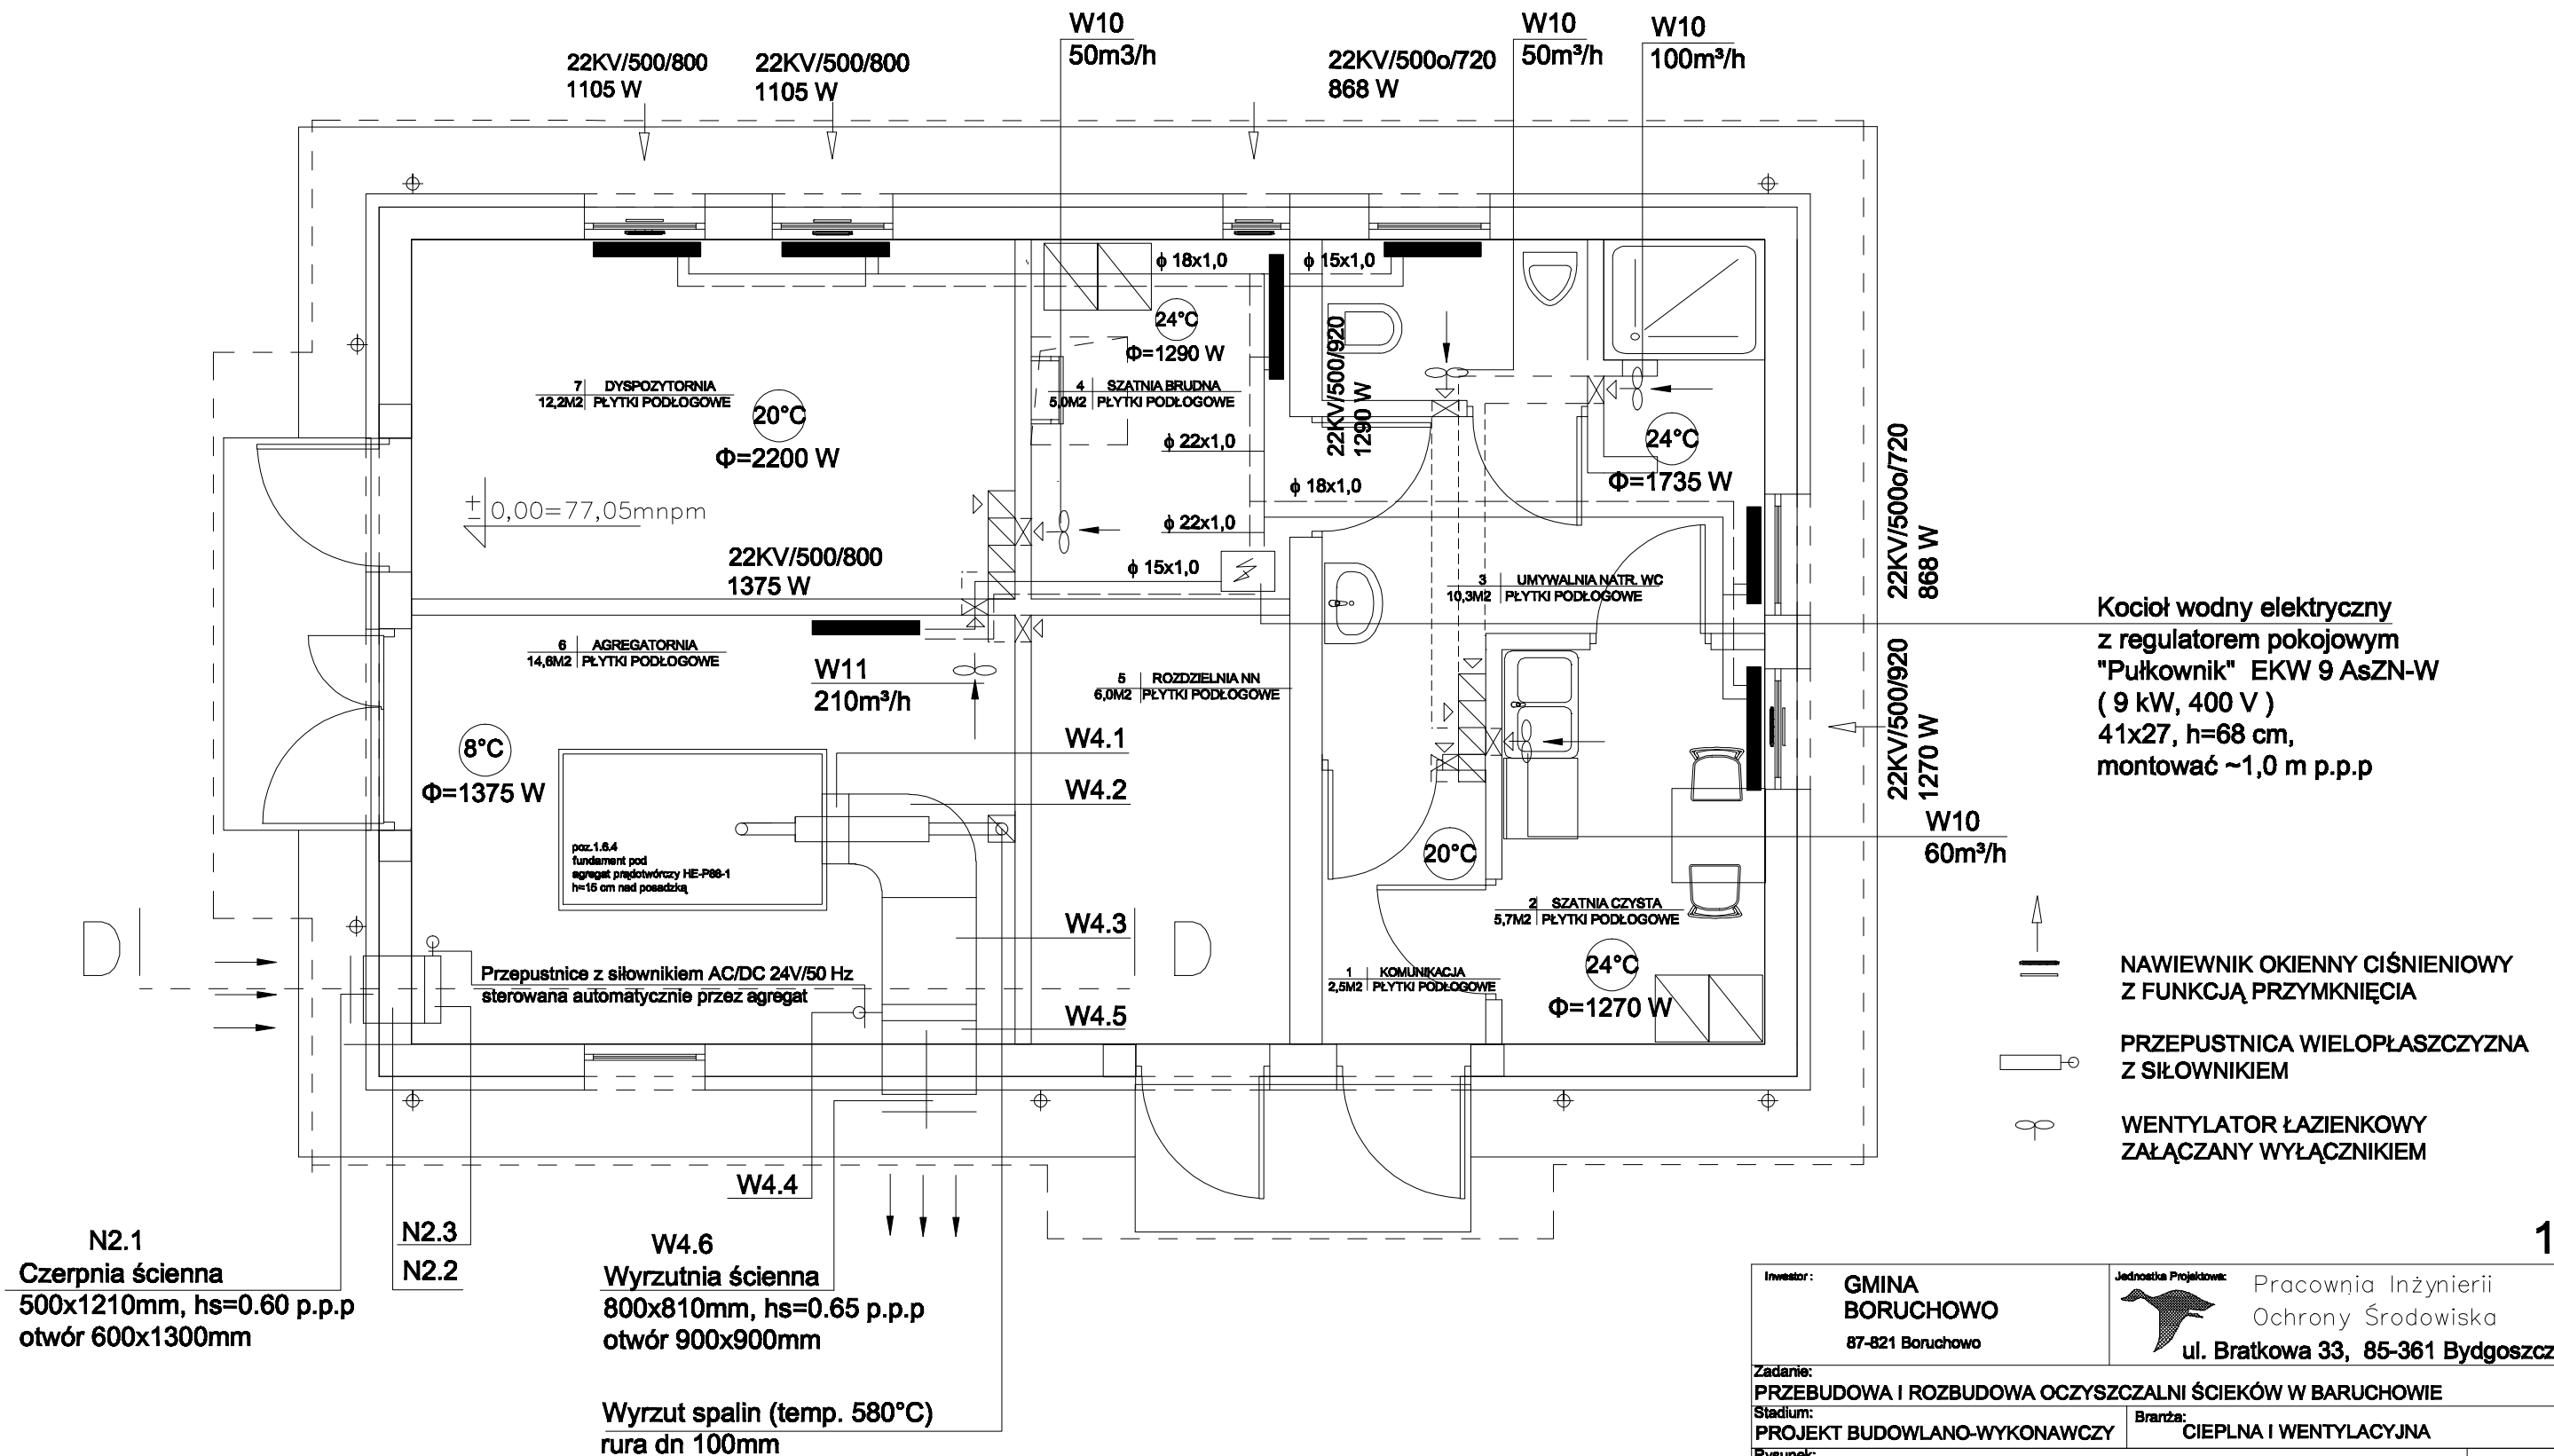 W10
50m3/h
W10
50m³/h
W10
100m³/h
22KV/500/800
1105 W
22KV/500/800
1105 W
22KV/500o/720
868 W
ϕ 18x1,0
ϕ 15x1,0
24°C
Φ=1290 W
22KV/500/920
1290 W
7 DYSPOZYTORNIA
12,2M2 PŁYTKI PODŁOGOWE
4 SZATNIA BRUDNA
5,0M2 PŁYTKI PODŁOGOWE
20°C
Φ=2200 W
ϕ 22x1,0
24°C
Φ=1735 W
ϕ 18x1,0
± 0,00=77,05mnpm
ϕ 22x1,0
22KV/500o/720
868 W
22KV/500/800
1375 W
ϕ 15x1,0
3 UMYWALNIA NATR. WC
10,3M2 PŁYTKI PODŁOGOWE
Kocioł wodny elektryczny
z regulatorem pokojowym
"Pułkownik" EKW 9 AsZN-W
( 9 kW, 400 V )
41x27, h=68 cm,
montować ~1,0 m p.p.p
6 AGREGATORNIA
14,6M2 PŁYTKI PODŁOGOWE
W11
210m³/h
5 ROZDZIELNIA NN
6,0M2 PŁYTKI PODŁOGOWE
22KV/500/920
1270 W
8°C
Φ=1375 W
W4.1
W4.2
W10
60m³/h
poz.1.6.4
fundament pod
agregat prądotwórczy HE-P88-1
h=15 cm nad posadzką
20°C
2 SZATNIA CZYSTA
5,7M2 PŁYTKI PODŁOGOWE
W4.3
D
D
24°C
Φ=1270 W
1 KOMUNIKACJA
2,5M2 PŁYTKI PODŁOGOWE
Przepustnice z siłownikiem AC/DC 24V/50 Hz
sterowana automatycznie przez agregat
W4.5
NAWIEWNIK OKIENNY CIŚNIENIOWY
Z FUNKCJĄ PRZYMKNIĘCIA
PRZEPUSTNICA WIELOPŁASZCZYZNA
Z SIŁOWNIKIEM
WENTYLATOR ŁAZIENKOWY
ZAŁĄCZANY WYŁĄCZNIKIEM
W4.4
N2.1
Czerpnia ścienna
500x1210mm, hs=0.60 p.p.p
otwór 600x1300mm
N2.3
N2.2
W4.6
Wyrzutnia ścienna
800x810mm, hs=0.65 p.p.p
otwór 900x900mm
Wyrzut spalin (temp. 580°C)
rura dn 100mm
1
Inwestor :
GMINA
BORUCHOWO
87-821 Boruchowo
Jednostka Projektowa:
Pracownia Inżynierii
Ochrony Środowiska
ul. Bratkowa 33, 85-361 Bydgoszcz
Zadanie:
PRZEBUDOWA I ROZBUDOWA OCZYSZCZALNI ŚCIEKÓW W BARUCHOWIE
Stadium:
PROJEKT BUDOWLANO-WYKONAWCZY
Branża:
CIEPLNA I WENTYLACYJNA
Rysunek: